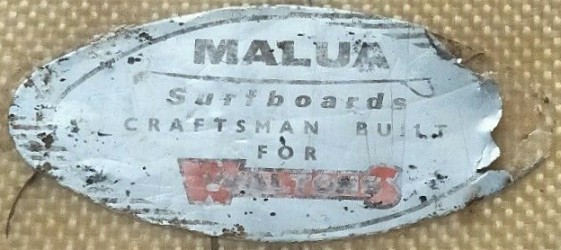 MALUA
Surfboards
CRAFTSMAN BUILT
FOR
WALTONS